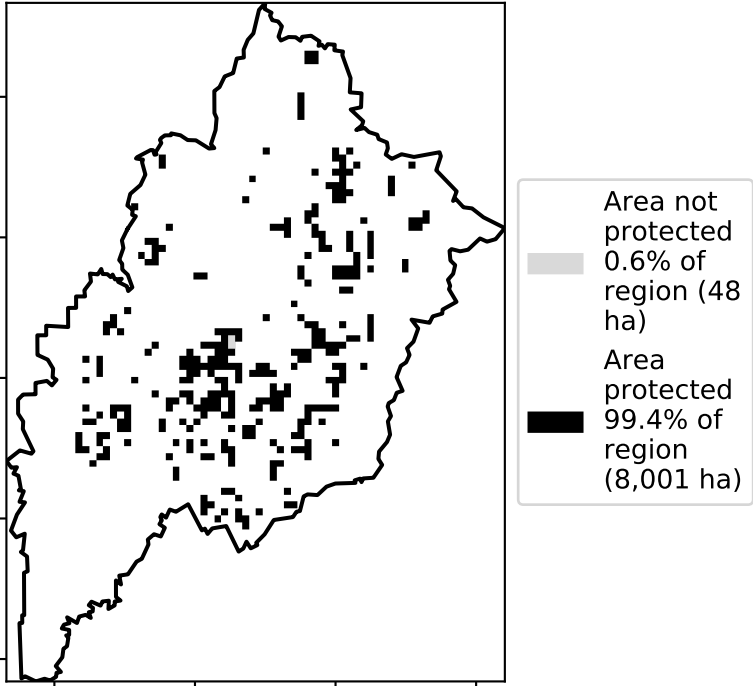 Area not
protected
0.6% of
region (48
ha)
Area
protected
99.4% of
region
(8,001 ha)